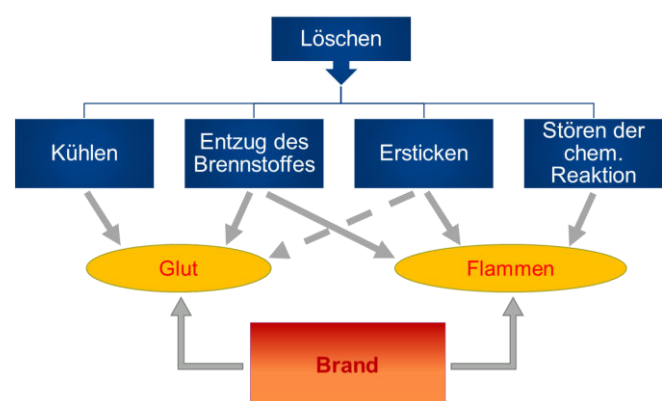 Löschen
Kühlen
Entzug des
Brennstoffes
Ersticken
Stören der
chem.
Reaktion
Glut
Flammen
Brand